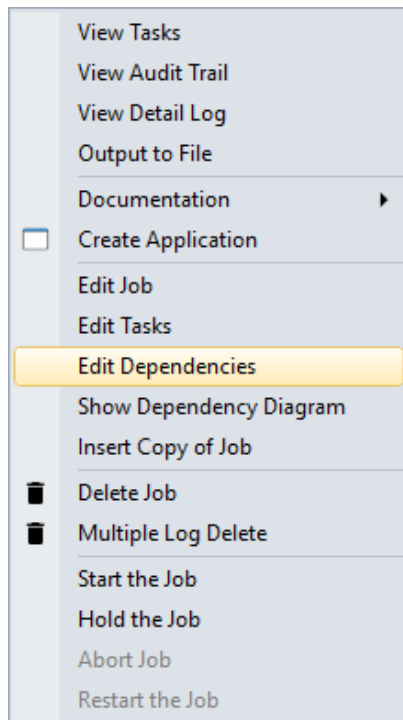 View Tasks
View Audit Trail
View Detail Log
Output to File
Documentation
Create Application
Edit Job
Edit Tasks
Edit Dependencies
Show Dependency Diagram
Insert Copy of Job
Delete Job
Multiple Log Delete
Start the Job
Hold the Job
Abort Job
Restart the Job